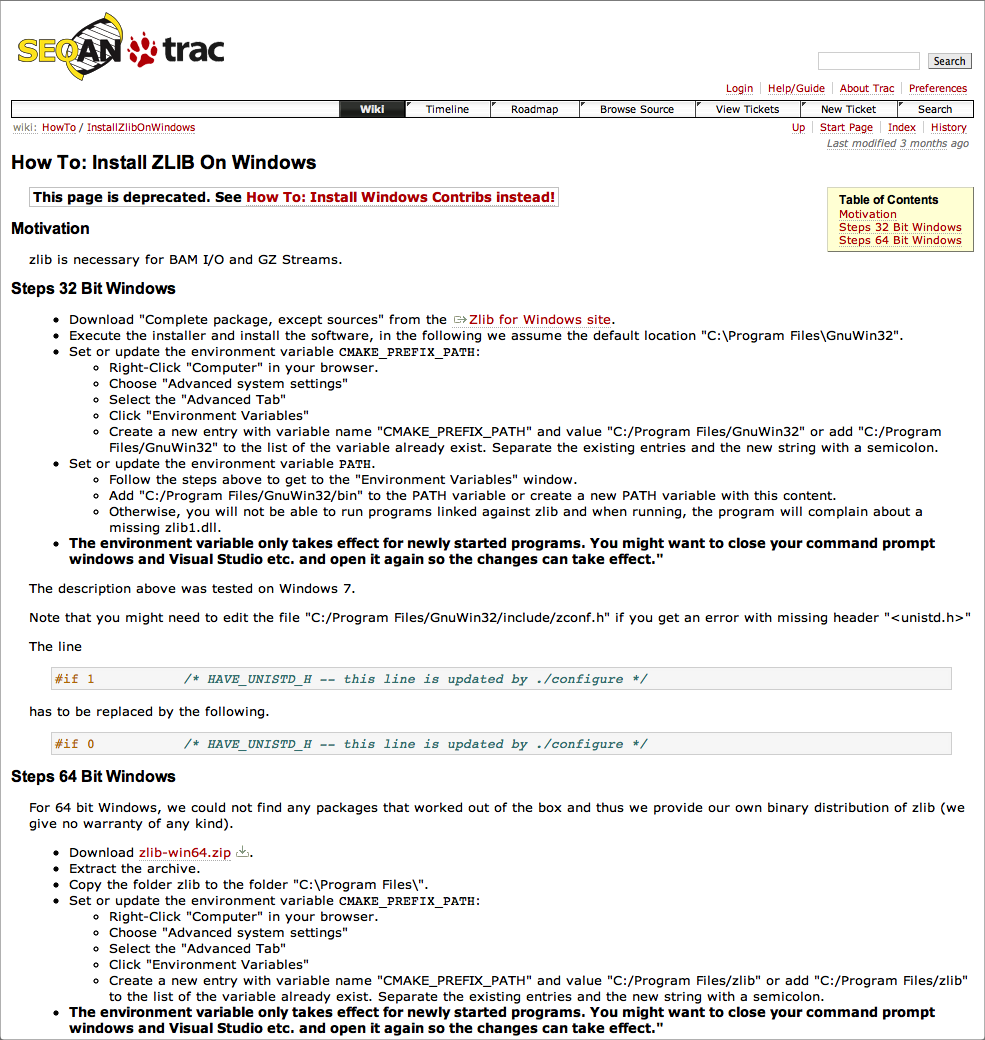 SEQAN trac
Search
Login Help/Guide About Trac Preferences
Wiki Timeline Roadmap Browse Source View Tickets New Ticket Search
wiki: HowTo / InstallZlibOnWindows
Up Start Page Index History
Last modified 3 months ago
How To: Install ZLIB On Windows
This page is deprecated. See How To: Install Windows Contribs instead!
Table of Contents
Motivation
Steps 32 Bit Windows
Steps 64 Bit Windows
Motivation
zlib is necessary for BAM I/O and GZ Streams.
Steps 32 Bit Windows
• Download "Complete package, except sources" from the Zlib for Windows site.
• Execute the installer and install the software, in the following we assume the default location "C:\Program Files\GnuWin32".
• Set or update the environment variable CMAKE_PREFIX_PATH:
◦ Right-Click "Computer" in your browser.
◦ Choose "Advanced system settings"
◦ Select the "Advanced Tab"
◦ Click "Environment Variables"
◦ Create a new entry with variable name "CMAKE_PREFIX_PATH" and value "C:/Program Files/GnuWin32" or add "C:/Program
Files/GnuWin32" to the list of the variable already exist. Separate the existing entries and the new string with a semicolon.
• Set or update the environment variable PATH.
◦ Follow the steps above to get to the "Environment Variables" window.
◦ Add "C:/Program Files/GnuWin32/bin" to the PATH variable or create a new PATH variable with this content.
◦ Otherwise, you will not be able to run programs linked against zlib and when running, the program will complain about a
missing zlib1.dll.
• The environment variable only takes effect for newly started programs. You might want to close your command prompt
windows and Visual Studio etc. and open it again so the changes can take effect."
The description above was tested on Windows 7.
Note that you might need to edit the file "C:/Program Files/GnuWin32/include/zconf.h" if you get an error with missing header "<unistd.h>"
The line
#if 1 /* HAVE_UNISTD_H -- this line is updated by ./configure */
has to be replaced by the following.
#if 0 /* HAVE_UNISTD_H -- this line is updated by ./configure */
Steps 64 Bit Windows
For 64 bit Windows, we could not find any packages that worked out of the box and thus we provide our own binary distribution of zlib (we
give no warranty of any kind).
• Download zlib-win64.zip .
• Extract the archive.
• Copy the folder zlib to the folder "C:\Program Files\".
• Set or update the environment variable CMAKE_PREFIX_PATH:
◦ Right-Click "Computer" in your browser.
◦ Choose "Advanced system settings"
◦ Select the "Advanced Tab"
◦ Click "Environment Variables"
◦ Create a new entry with variable name "CMAKE_PREFIX_PATH" and value "C:/Program Files/zlib" or add "C:/Program Files/zlib"
to the list of the variable already exist. Separate the existing entries and the new string with a semicolon.
• The environment variable only takes effect for newly started programs. You might want to close your command prompt
windows and Visual Studio etc. and open it again so the changes can take effect."